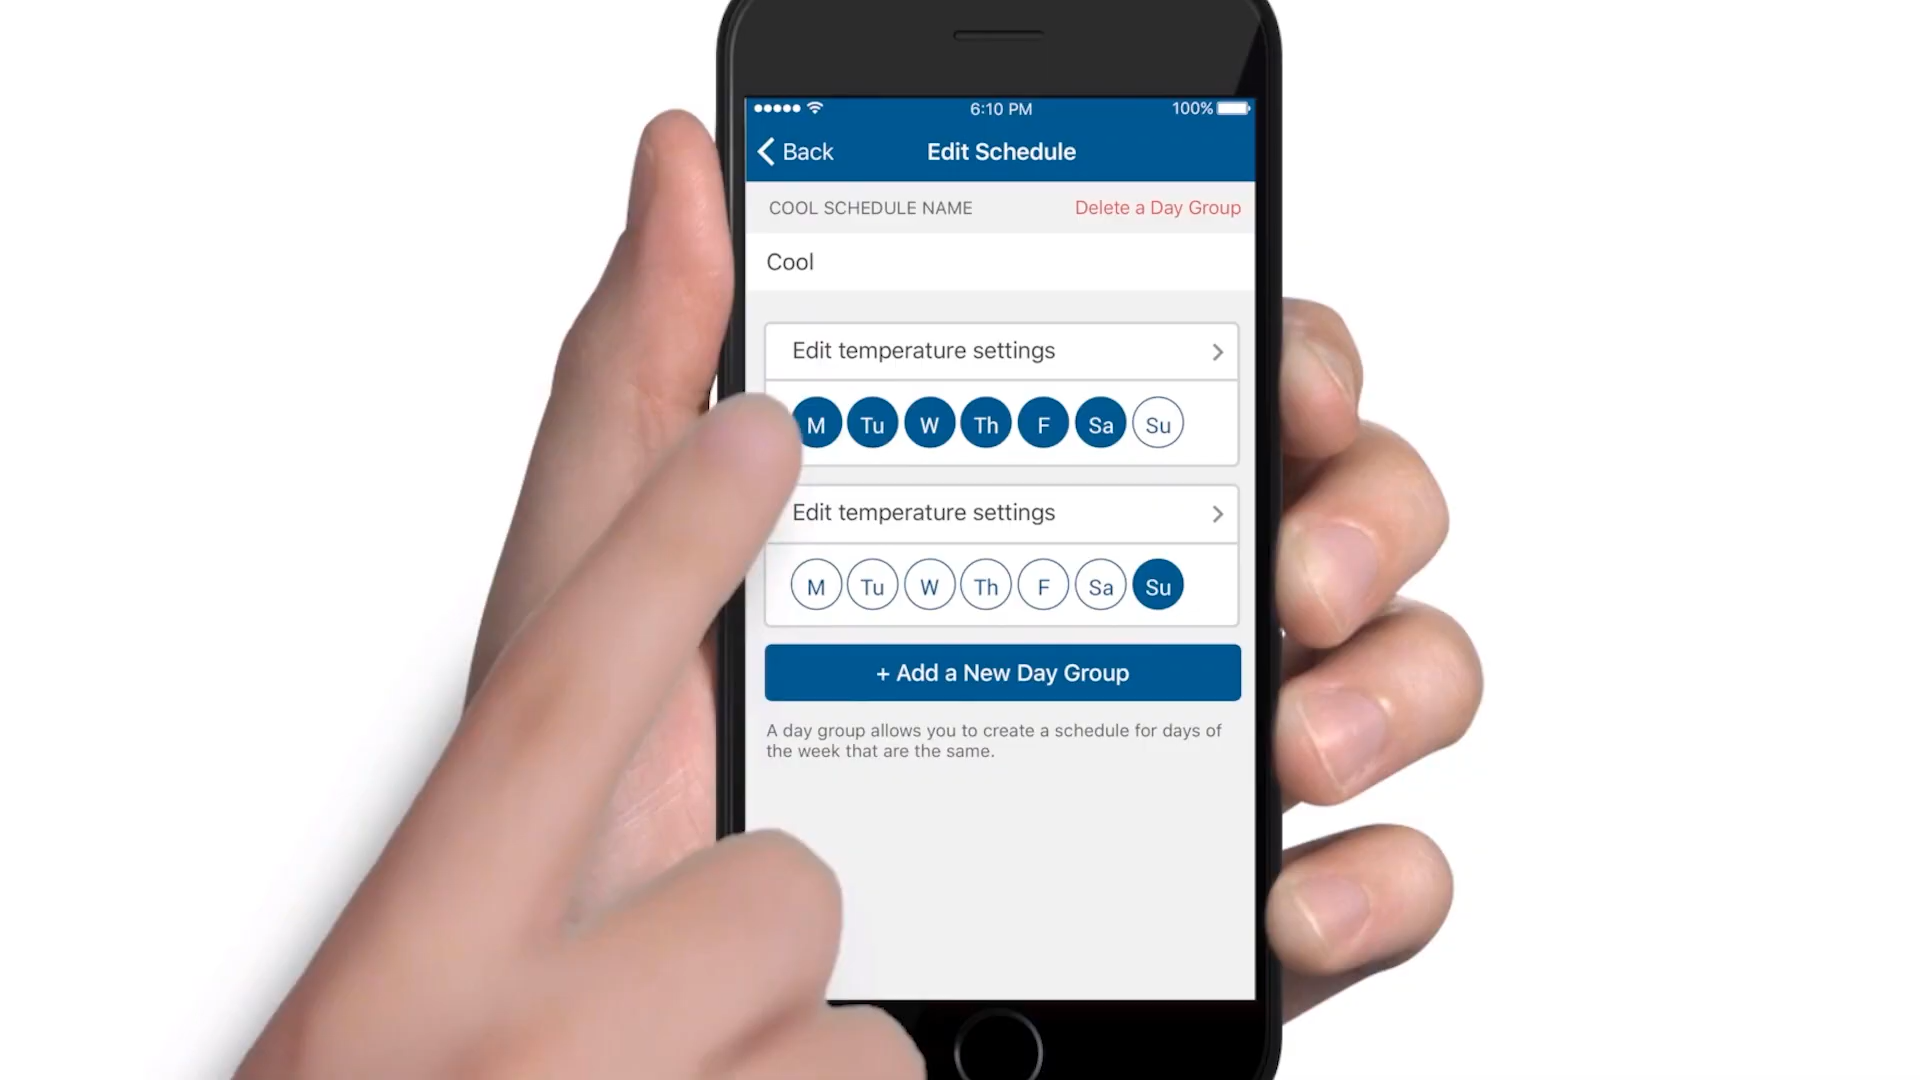 6:10 PM
100%
Back
Edit Schedule
COOL SCHEDULE NAME
Delete a Day Group
Cool
Edit temperature settings
M Tu W Th F Sa Su
Edit temperature settings
M Tu W Th F Sa Su
+ Add a New Day Group
A day group allows you to create a schedule for days of
the week that are the same.